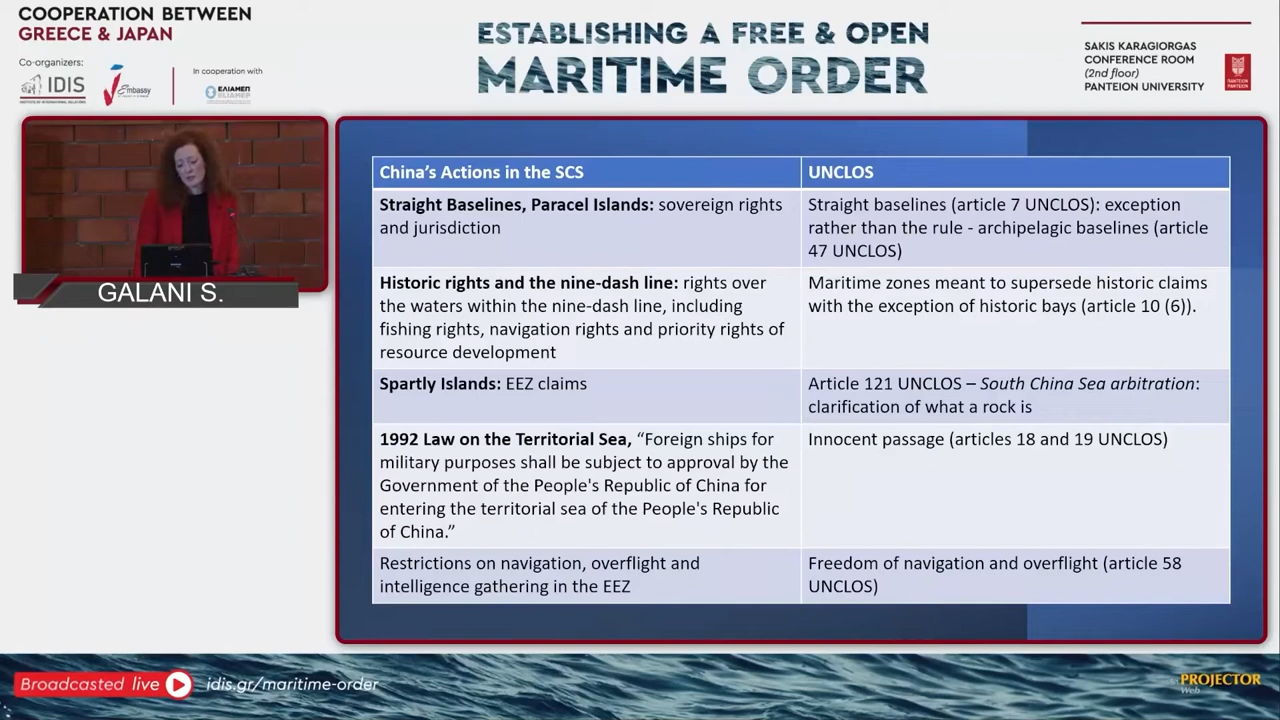 COOPERATION BETWEEN
GREECE & JAPAN
Co-organizers:
IDIS
INSTITUTE OF INTERNATIONAL RELATIONS
Embassy
In cooperation with
ΕΛΙΑΜΕΠ
ELIAMEP
ESTABLISHING A FREE & OPEN
MARITIME ORDER
SAKIS KARAGIORGAS
CONFERENCE ROOM
(2nd floor)
PANTEION UNIVERSITY
GALANI S.
China's Actions in the SCS
UNCLOS
Straight Baselines, Paracel Islands: sovereign rights
and jurisdiction
Straight baselines (article 7 UNCLOS): exception
rather than the rule - archipelagic baselines (article
47 UNCLOS)
Historic rights and the nine-dash line: rights over
the waters within the nine-dash line, including
fishing rights, navigation rights and priority rights of
resource development
Maritime zones meant to supersede historic claims
with the exception of historic bays (article 10 (6)).
Spartly Islands: EEZ claims
Article 121 UNCLOS – South China Sea arbitration:
clarification of what a rock is
1992 Law on the Territorial Sea, “Foreign ships for
military purposes shall be subject to approval by the
Government of the People's Republic of China for
entering the territorial sea of the People's Republic
of China.”
Innocent passage (articles 18 and 19 UNCLOS)
Restrictions on navigation, overflight and
intelligence gathering in the EEZ
Freedom of navigation and overflight (article 58
UNCLOS)
Broadcasted live
idis.gr/maritime-order
PROJECTOR
Web